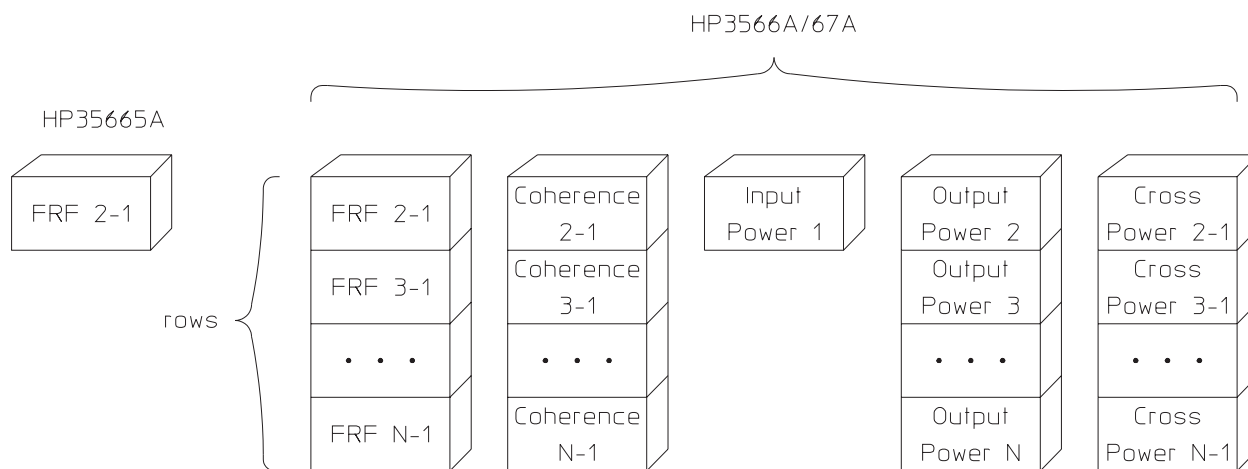 HP3566A/67A
HP35665A
FRF 2-1
rows
FRF 2-1
FRF 3-1
• • •
FRF N-1
Coherence
2-1
Coherence
3-1
• • •
Coherence
N-1
Input
Power 1
Output
Power 2
Output
Power 3
• • •
Output
Power N
Cross
Power 2-1
Cross
Power 3-1
• • •
Cross
Power N-1